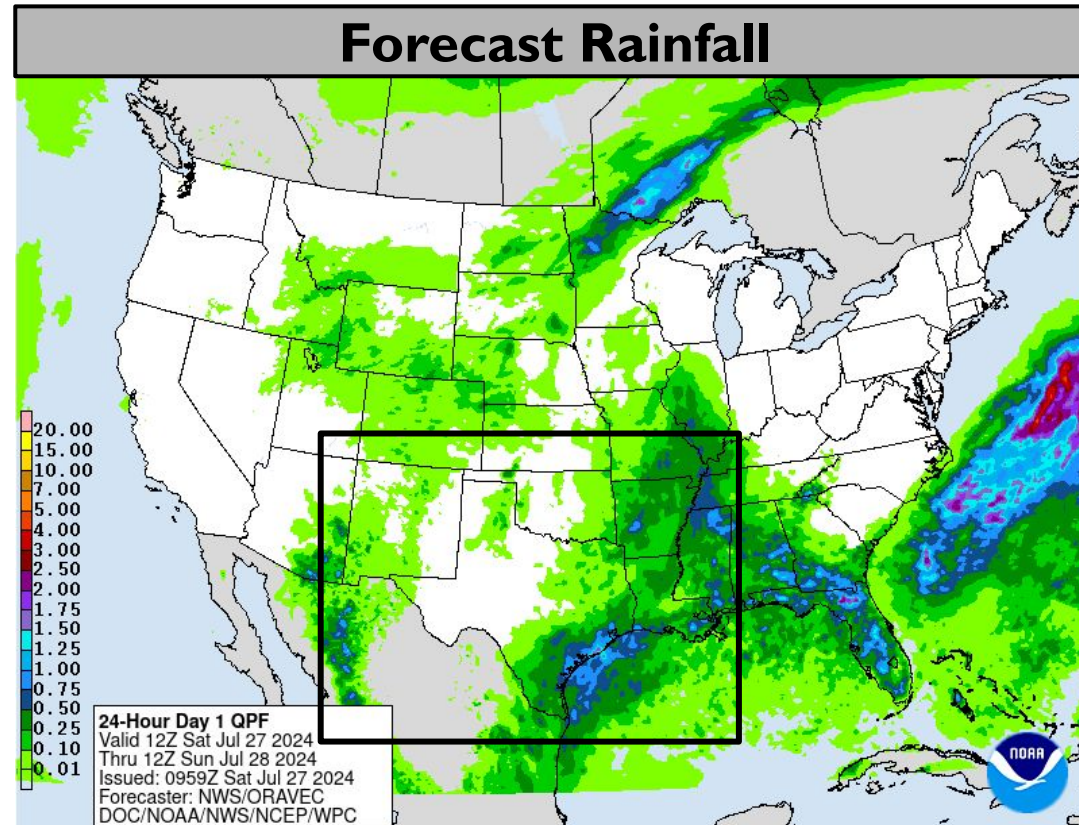 Forecast Rainfall
20.00
15.00
10.00
7.00
5.00
4.00
3.00
2.50
2.00
1.75
1.50
1.25
1.00
0.75
0.50
0.25
0.10
0.01
24-Hour Day 1 QPF
Valid 12Z Sat Jul 27 2024
Thru 12Z Sun Jul 28 2024
Issued: 0959Z Sat Jul 27 2024
Forecaster: NWS/ORAVEC
DOC/NOAA/NWS/NCEP/WPC
NOAA